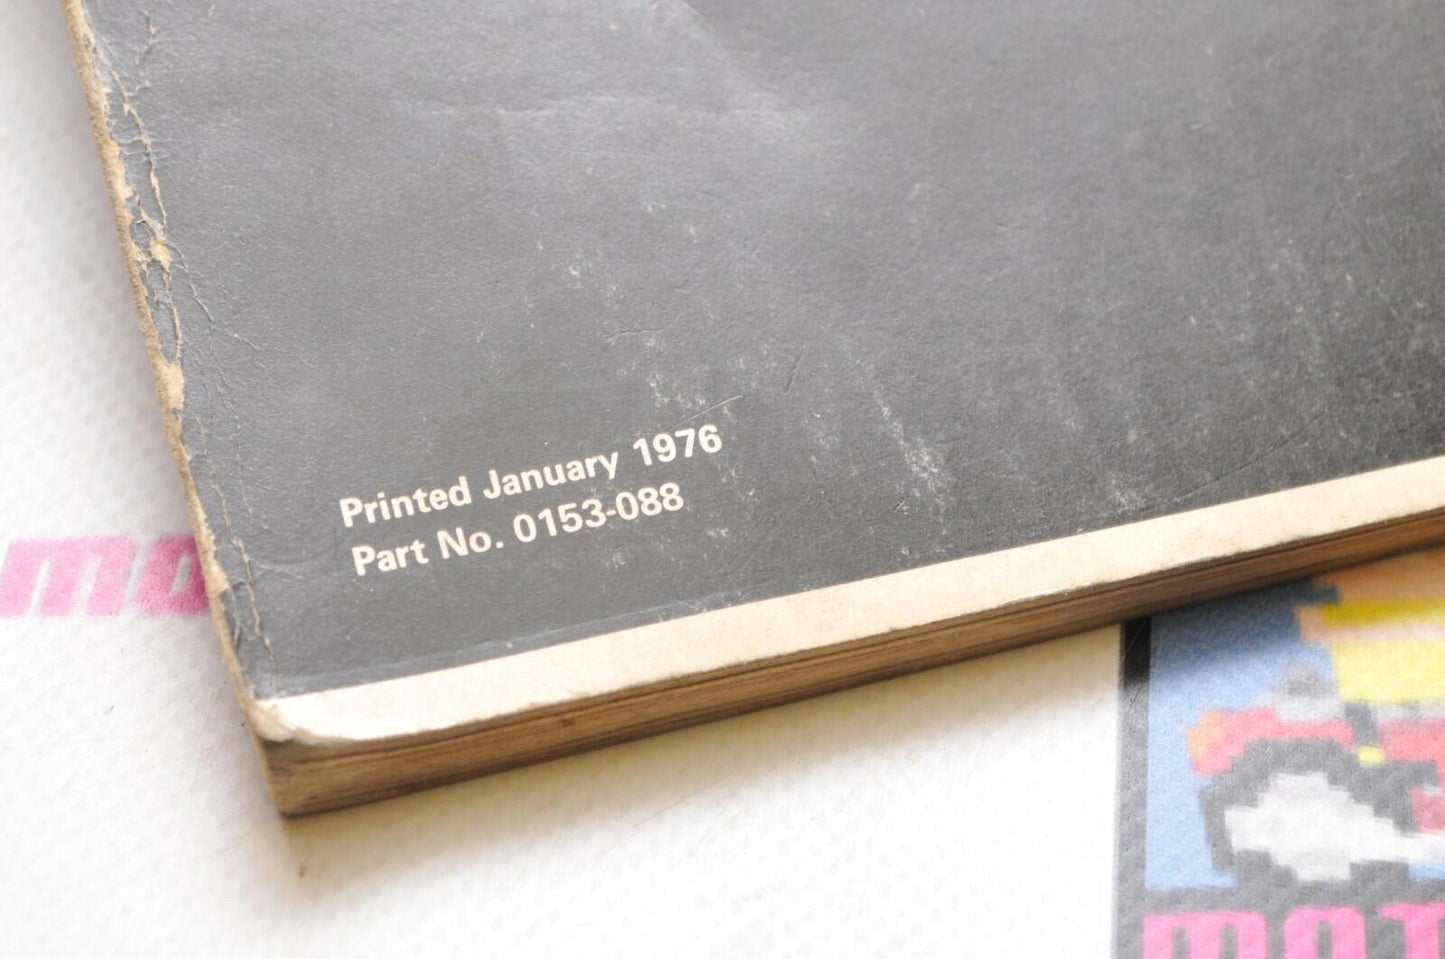 Printed January 1976
Part No. 0153-088